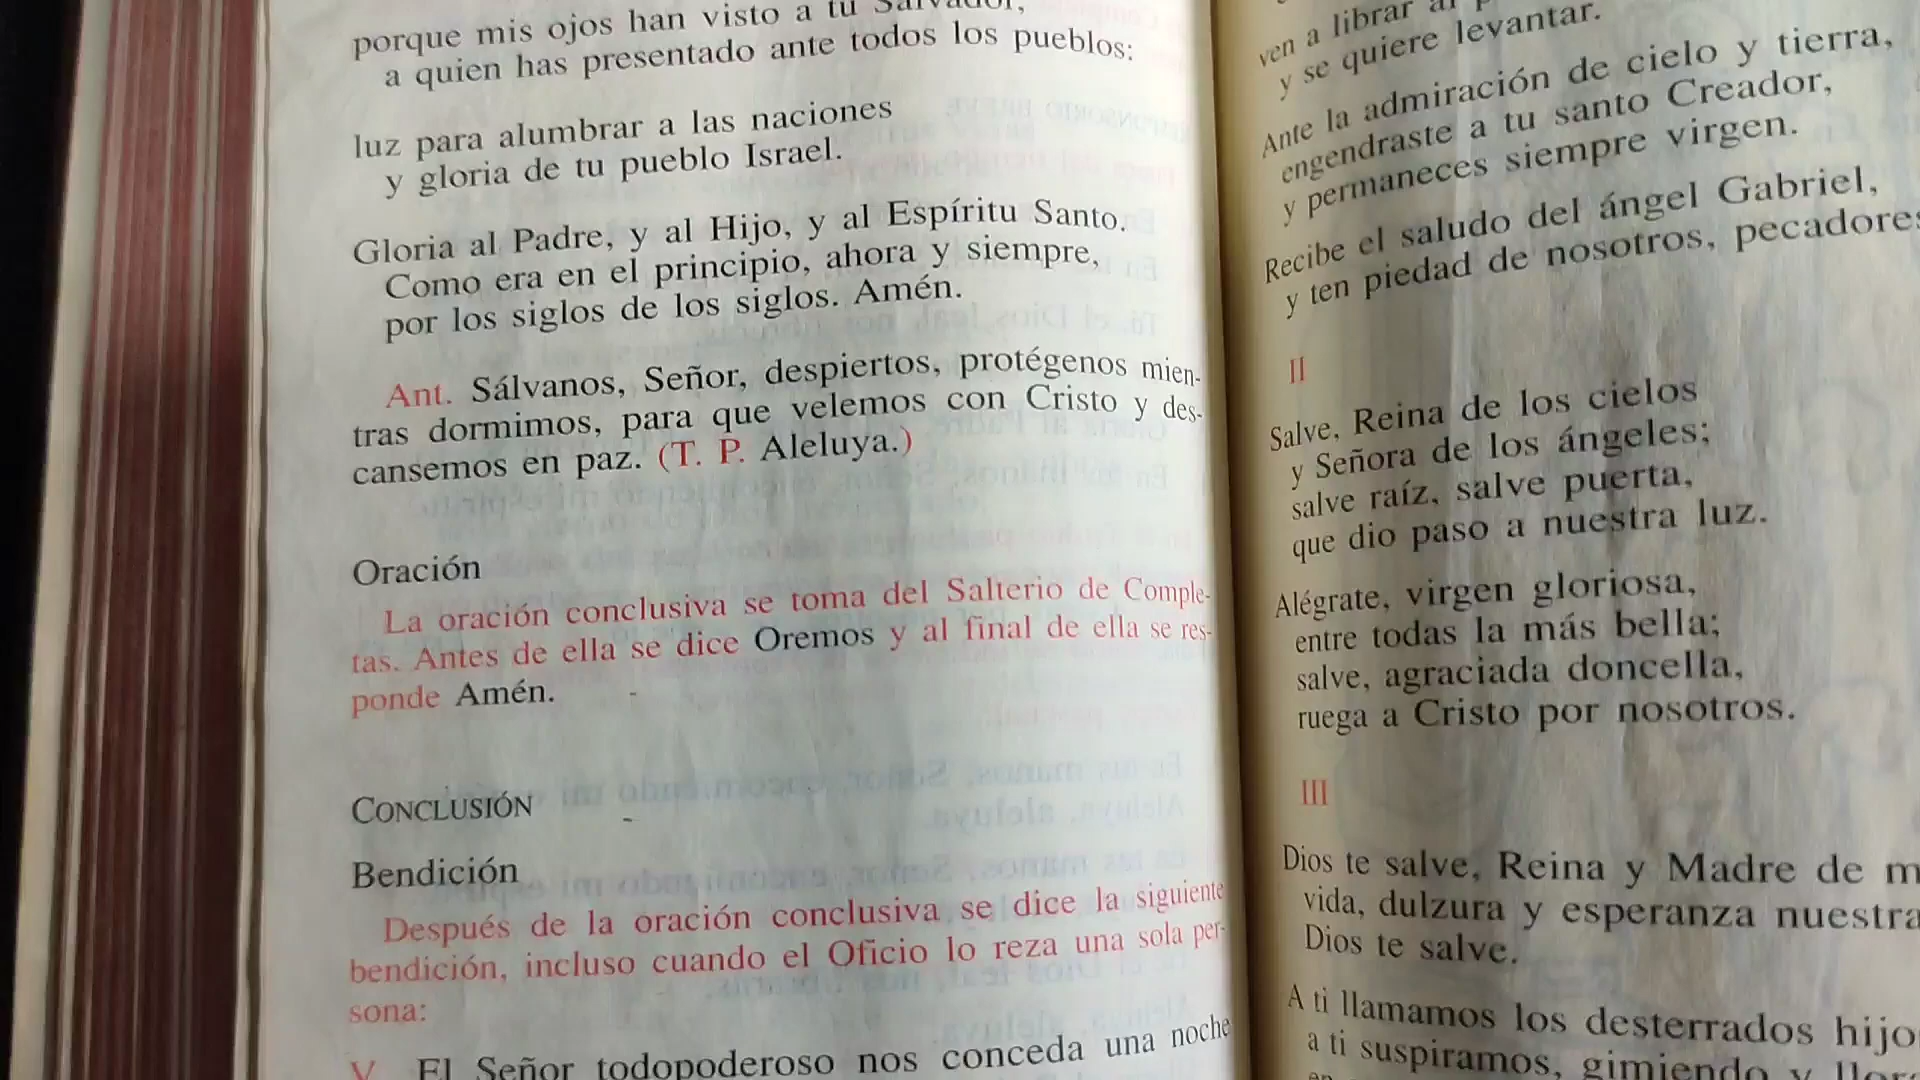 porque mis ojos han visto a tu Salvador,
a quien has presentado ante todos los pueblos:
luz para alumbrar a las naciones
y gloria de tu pueblo Israel.
Gloria al Padre, y al Hijo, y al Espíritu Santo.
Como era en el principio, ahora y siempre,
por los siglos de los siglos. Amén.
Ant. Sálvanos, Señor, despiertos, protégenos mien-
tras dormimos, para que velemos con Cristo y des-
cansemos en paz. (T. P. Aleluya.)
Oración
La oración conclusiva se toma del Salterio de Comple-
tas. Antes de ella se dice Oremos y al final de ella se res-
ponde Amén.
CONCLUSIÓN
Bendición
Después de la oración conclusiva se dice la siguiente
bendición, incluso cuando el Oficio lo reza una sola per-
sona:
V. El Señor todopoderoso nos conceda una noche
ven a librar al
y se quiere levantar.
Ante la admiración de cielo y tierra,
engendraste a tu santo Creador,
y permaneces siempre virgen.
Recibe el saludo del ángel Gabriel,
y ten piedad de nosotros, pecadores
II
Salve, Reina de los cielos
y Señora de los ángeles;
salve raíz, salve puerta,
que dio paso a nuestra luz.
Alégrate, virgen gloriosa,
entre todas la más bella;
salve, agraciada doncella,
ruega a Cristo por nosotros.
III
Dios te salve, Reina y Madre de m
vida, dulzura y esperanza nuestra
Dios te salve.
A ti llamamos los desterrados hijo
a ti suspiramos, gimiendo y llor